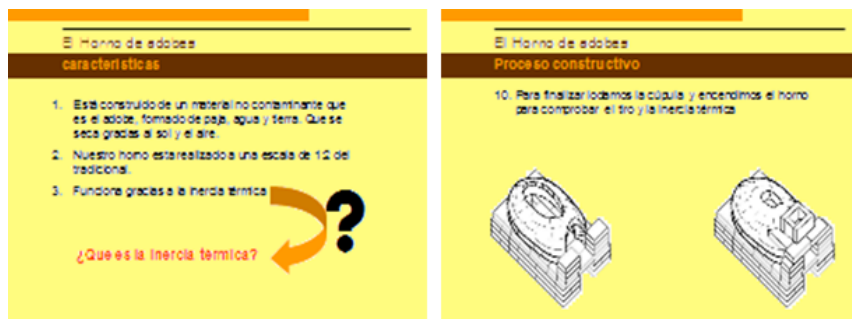 El Horno de adobes
caracteristicas
1. Está construido de un material no contaminante que
es el adobe, formado de paja, agua y tierra. Que se
seca gracias al sol y el aire.
2. Nuestro horno esta realizado a una escala de 1:2 del
tradicional.
3. Funciona gracias a la inercia térmica
?
¿Que es la inercia termica?
El Horno de adobes
Proceso constructivo
10. Para finalizar lodamos la cúpula y encendimos el horno
para comprobar el tiro y la inercia térmica